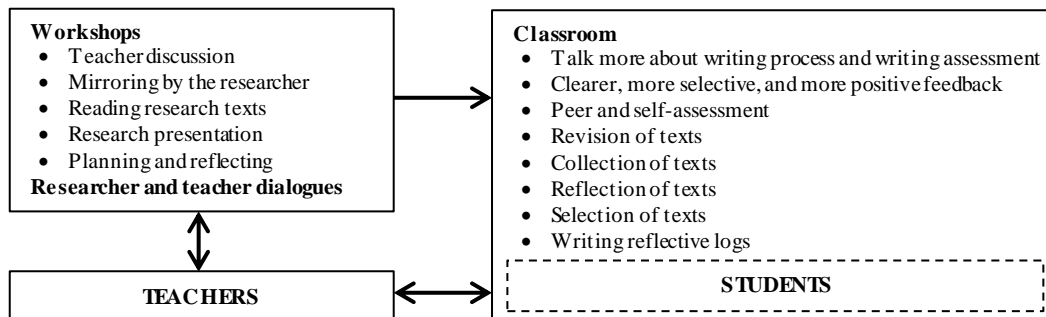 Workshops
• Teacher discussion
• Mirroring by the researcher
• Reading research texts
• Research presentation
• Planning and reflecting
Researcher and teacher dialogues
TEACHERS
Classroom
• Talk more about writing process and writing assessment
• Clearer, more selective, and more positive feedback
• Peer and self-assessment
• Revision of texts
• Collection of texts
• Reflection of texts
• Selection of texts
• Writing reflective logs
STUDENTS